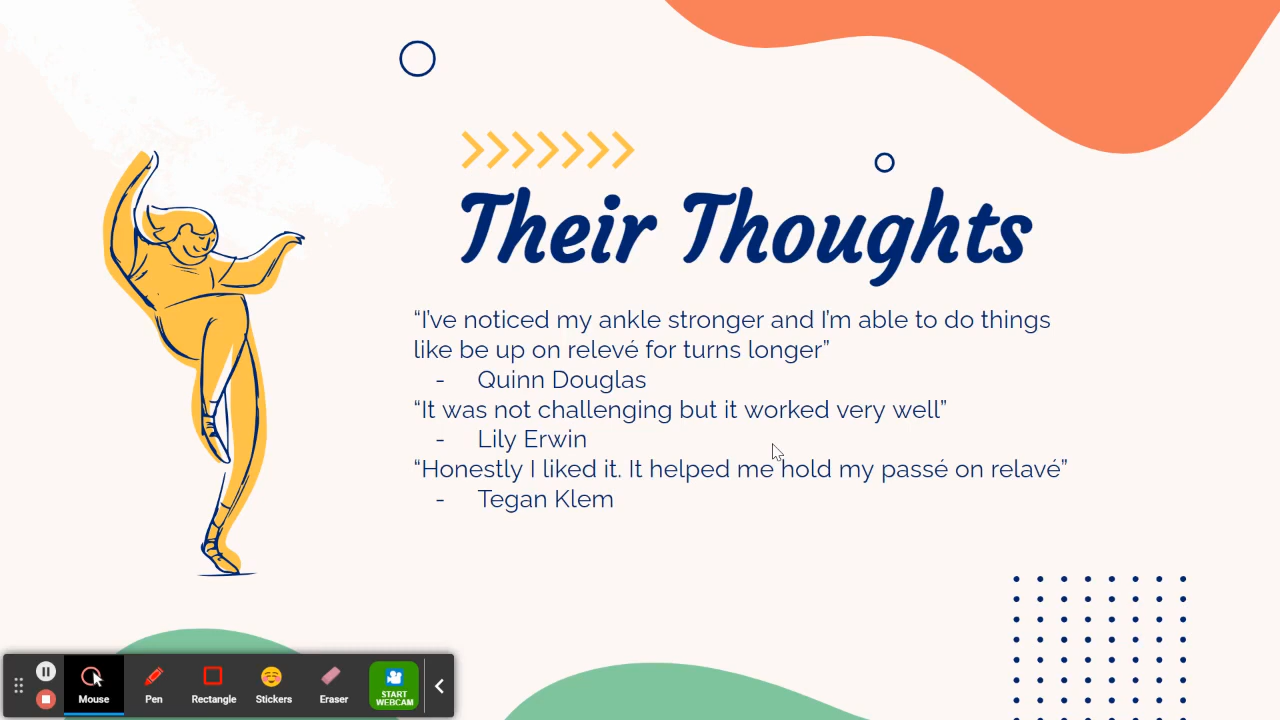 Their Thoughts
“I’ve noticed my ankle stronger and I’m able to do things
like be up on relevé for turns longer”
- Quinn Douglas
“It was not challenging but it worked very well”
- Lily Erwin
“Honestly I liked it. It helped me hold my passé on relavé”
- Tegan Klem
Mouse
Pen
Rectangle
Stickers
Eraser
START
WEBCAM